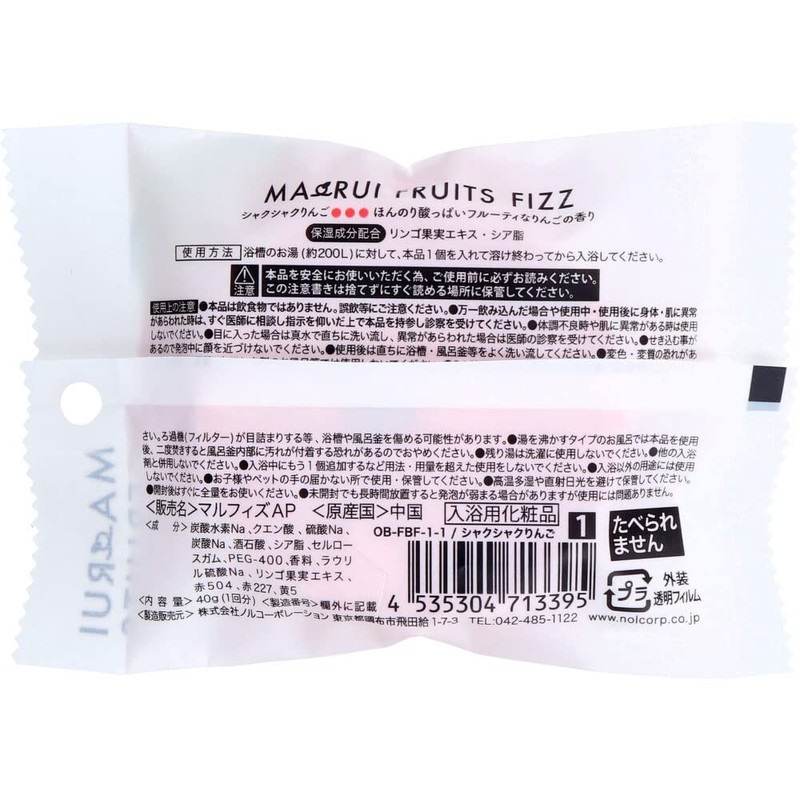 MAルRUI FRUITS FIZZ
シャクシャクりんご●●●ほんのり酸っぱいフルーティなりんごの香り
保湿成分配合 リンゴ果実エキス・シア脂
使用方法 浴槽のお湯(約200L)に対して、本品1個を入れて溶け終わってから入浴してください。
注意 本品を安全にお使いいただく為、ご使用前に必ずお読みください。
この注意書きは捨てずにすぐ読める場所に保管してください。
使用上の注意 ●本品は飲食物ではありません。誤飲等にご注意ください。●万一飲み込んだ場合や使用中・使用後に身体・肌に異常
があらわれた時は、すぐ医師に相談し指示を仰いだ上で本品を持参し診察を受けてください。●体調不良時や肌に異常がある時は使用
しないでください。●目に入った場合は真水で直ちに洗い流し、異常があらわれた場合は医師の診察を受けてください。●せき込む事が
あるので発泡中に顔を近づけないでください。●使用後は直ちに浴槽・風呂釜等をよく洗い流してください。●変色・変質の恐れがあ
さい。ろ過機(フィルター)が目詰まりする等、浴槽や風呂釜を傷める可能性があります。●湯を沸かすタイプのお風呂では本品を使用
後、二度焚きすると風呂釜内部に汚れが付着する恐れがあるのでおやめください。●残り湯は洗濯に使用しないでください。●他の入浴
剤と併用しないでください。●入浴中にもう1個追加するなど用法・用量を超えた使用をしないでください。●入浴以外の用途には使用
しないでください。●お子様やペットの手の届かない所で使用・保管してください。●高温多湿や直射日光を避けて保管してください。
●開封後はすぐに全量をお使いください。●未開封でも長時間放置すると発泡が弱まる場合がありますが使用には問題ありません。
<販売名>マルフィズAP <原産国>中国 入浴用化粧品 1
OB-FBF-1-1/シャクシャクりんご
たべられ
ません
<成 分> 炭酸水素Na、クエン酸、硫酸Na、
炭酸Na、酒石酸、シア脂、セルロー
スガム、PEG-400、香料、ラウリ
ル硫酸Na、リンゴ果実エキス、
赤504、赤227、黄5
4 535304 713395
プラ 外装
透明フィルム
<内容量> 40g(1回分) <製造番号>欄外に記載
<製造販売元> 株式会社ノルコーポレーション 東京都調布市飛田給1-7-3 TEL:042-485-1122 www.nolcorp.co.jp